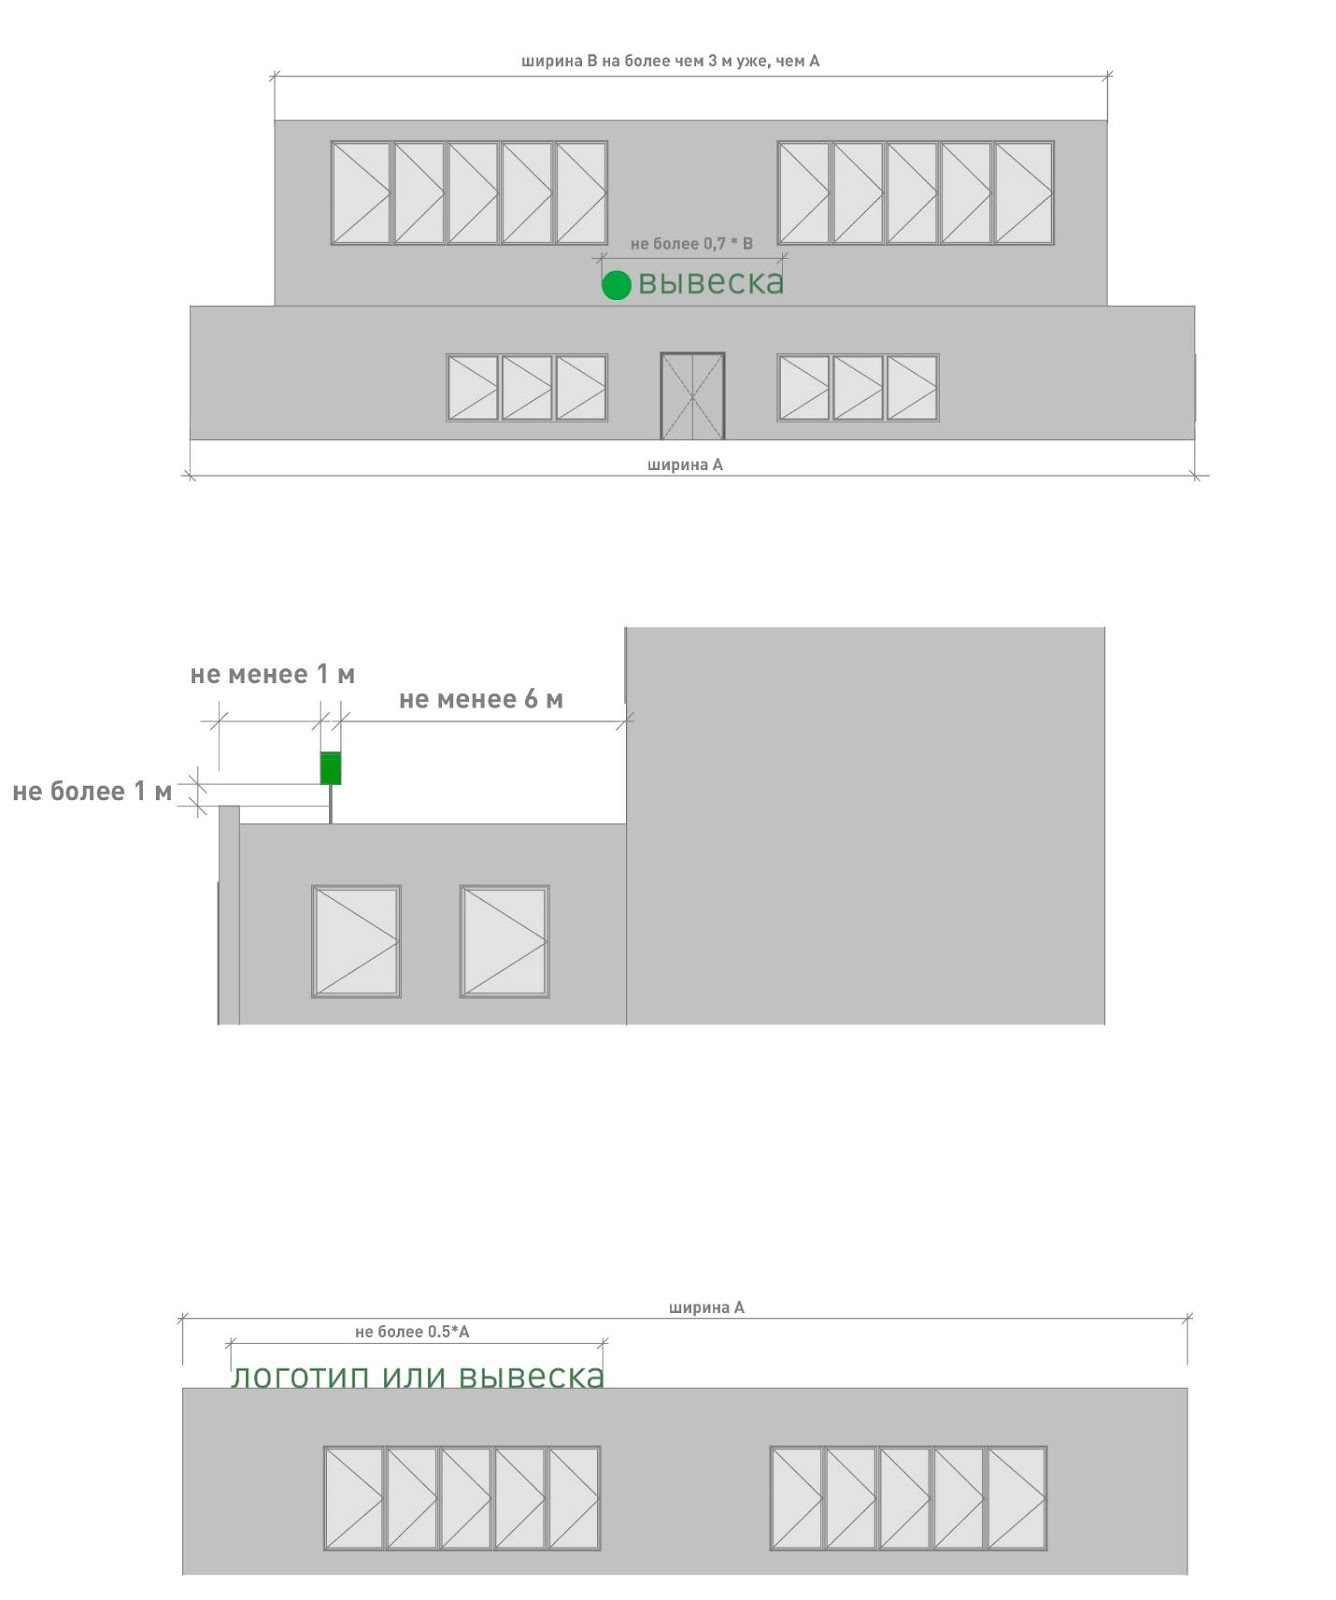 ширина В на более чем 3 м уже, чем А
не более 0,7 * В
вывеска
ширина А
не менее 1 м
не менее 6 м
не более 1 м
ширина А
не более 0.5*А
логотип или вывеска